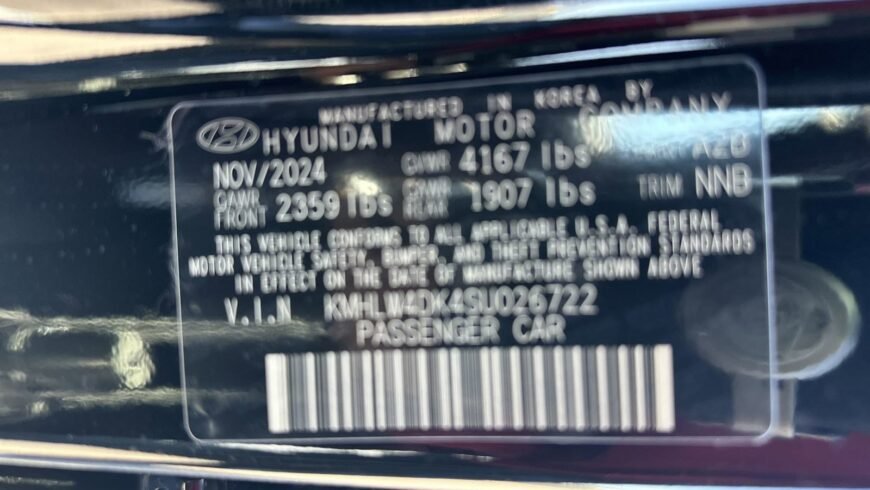 MANUFACTURED IN KOREA BY
HYUNDAI MOTOR COMPANY
NOV/2024 GVWR 4167 lbs
GAWR FRONT 2359 lbs GAWR REAR 1907 lbs TRIM NNB
THIS VEHICLE CONFORMS TO ALL APPLICABLE U.S.A. FEDERAL
MOTOR VEHICLE SAFETY, BUMPER, AND THEFT PREVENTION STANDARDS
IN EFFECT ON THE DATE OF MANUFACTURE SHOWN ABOVE
V.I.N KMHLW4DK4SU026722
PASSENGER CAR